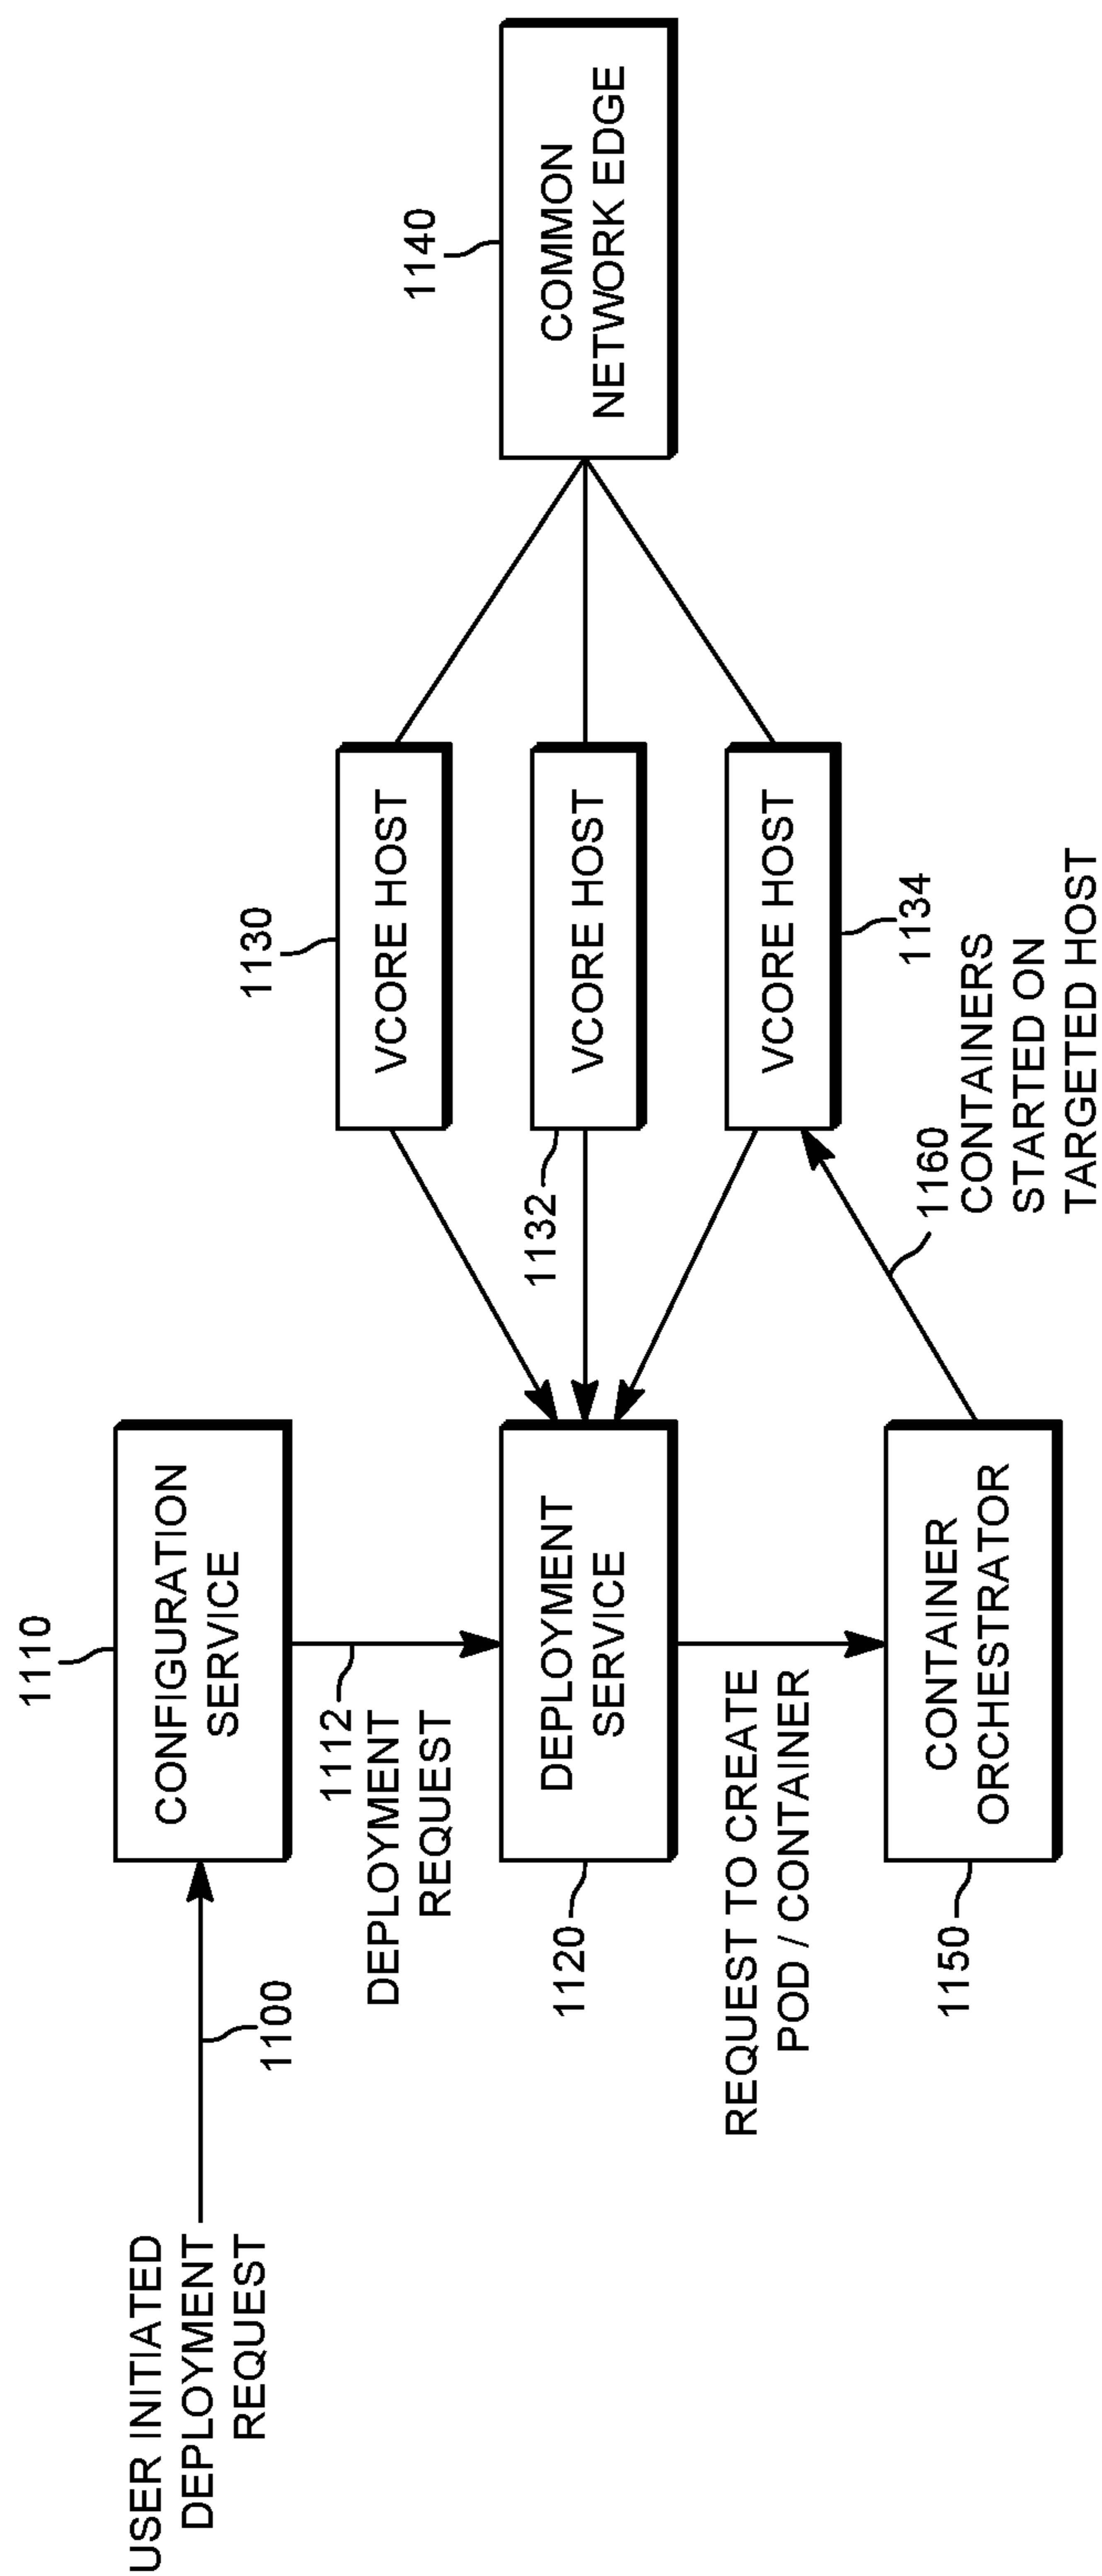 USER INITIATED
DEPLOYMENT
REQUEST
1100
1110
CONFIGURATION
SERVICE
1112
DEPLOYMENT
REQUEST
1120
DEPLOYMENT
SERVICE
REQUEST TO CREATE
POD / CONTAINER
1150
CONTAINER
ORCHESTRATOR
1130
VCORE HOST
1132
VCORE HOST
VCORE HOST
1134
1160
CONTAINERS
STARTED ON
TARGETED HOST
1140
COMMON
NETWORK EDGE